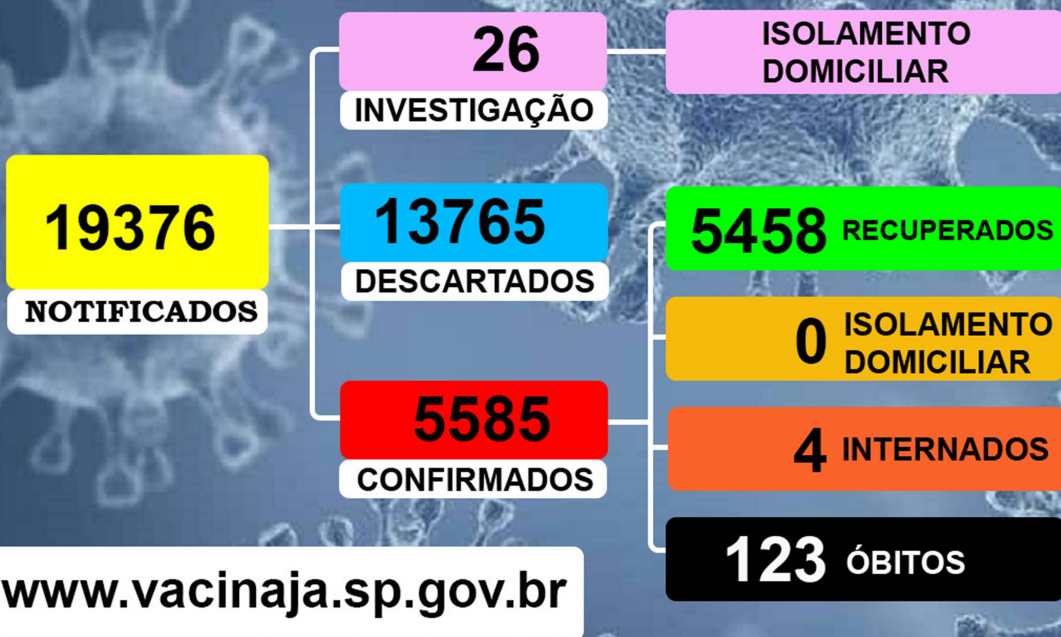 19376
NOTIFICADOS
26
INVESTIGAÇÃO
ISOLAMENTO
DOMICILIAR
13765
DESCARTADOS
5585
CONFIRMADOS
5458 RECUPERADOS
0 ISOLAMENTO
DOMICILIAR
4 INTERNADOS
123 ÓBITOS
www.vacinaja.sp.gov.br